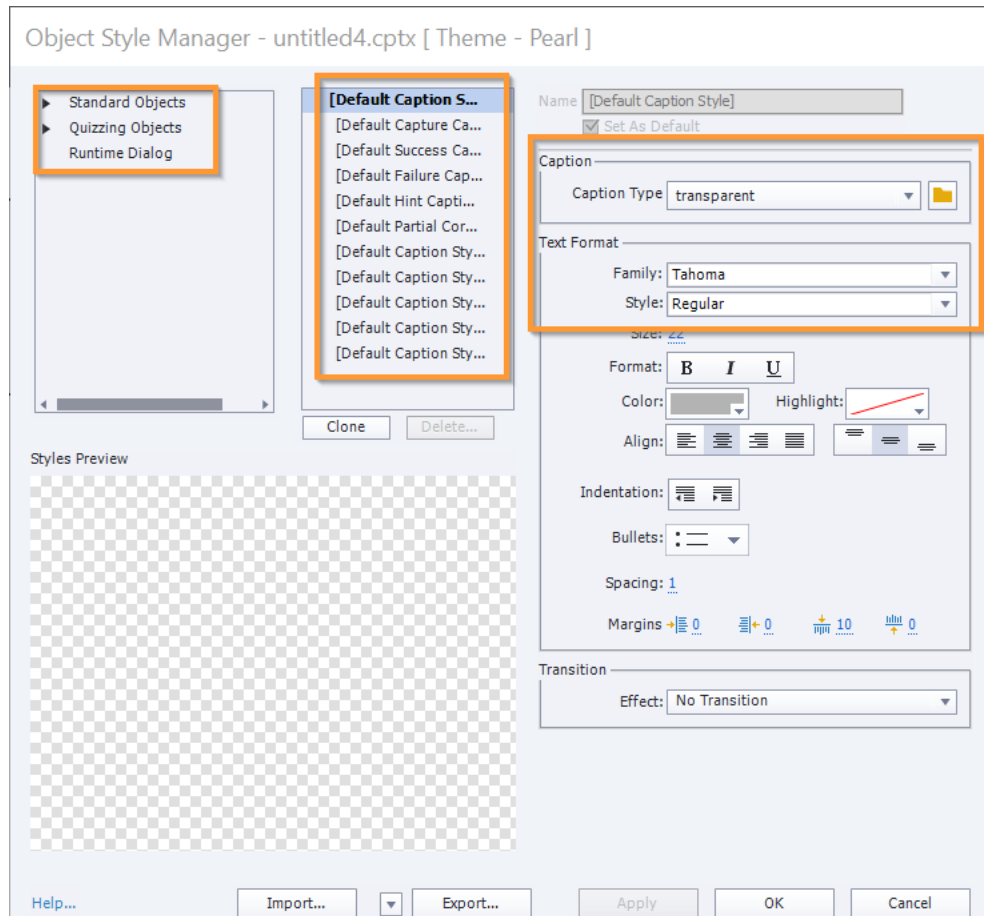 Object Style Manager - untitled4.cptx [ Theme - Pearl ]
Standard Objects
Quizzing Objects
Runtime Dialog
[Default Caption S...
[Default Capture Ca...
[Default Success Ca...
[Default Failure Cap...
[Default Hint Capti...
[Default Partial Cor...
[Default Caption Sty...
[Default Caption Sty...
[Default Caption Sty...
[Default Caption Sty...
[Default Caption Sty...
Clone
Delete...
Name [Default Caption Style]
Set As Default
Caption
Caption Type transparent
Text Format
Family: Tahoma
Style: Regular
Size: 22
Format: B I U
Color: Highlight:
Align:
Indentation:
Bullets:
Spacing: 1
Margins 0 0 10 0
Transition
Effect: No Transition
Styles Preview
Help... Import... Export... Apply OK Cancel